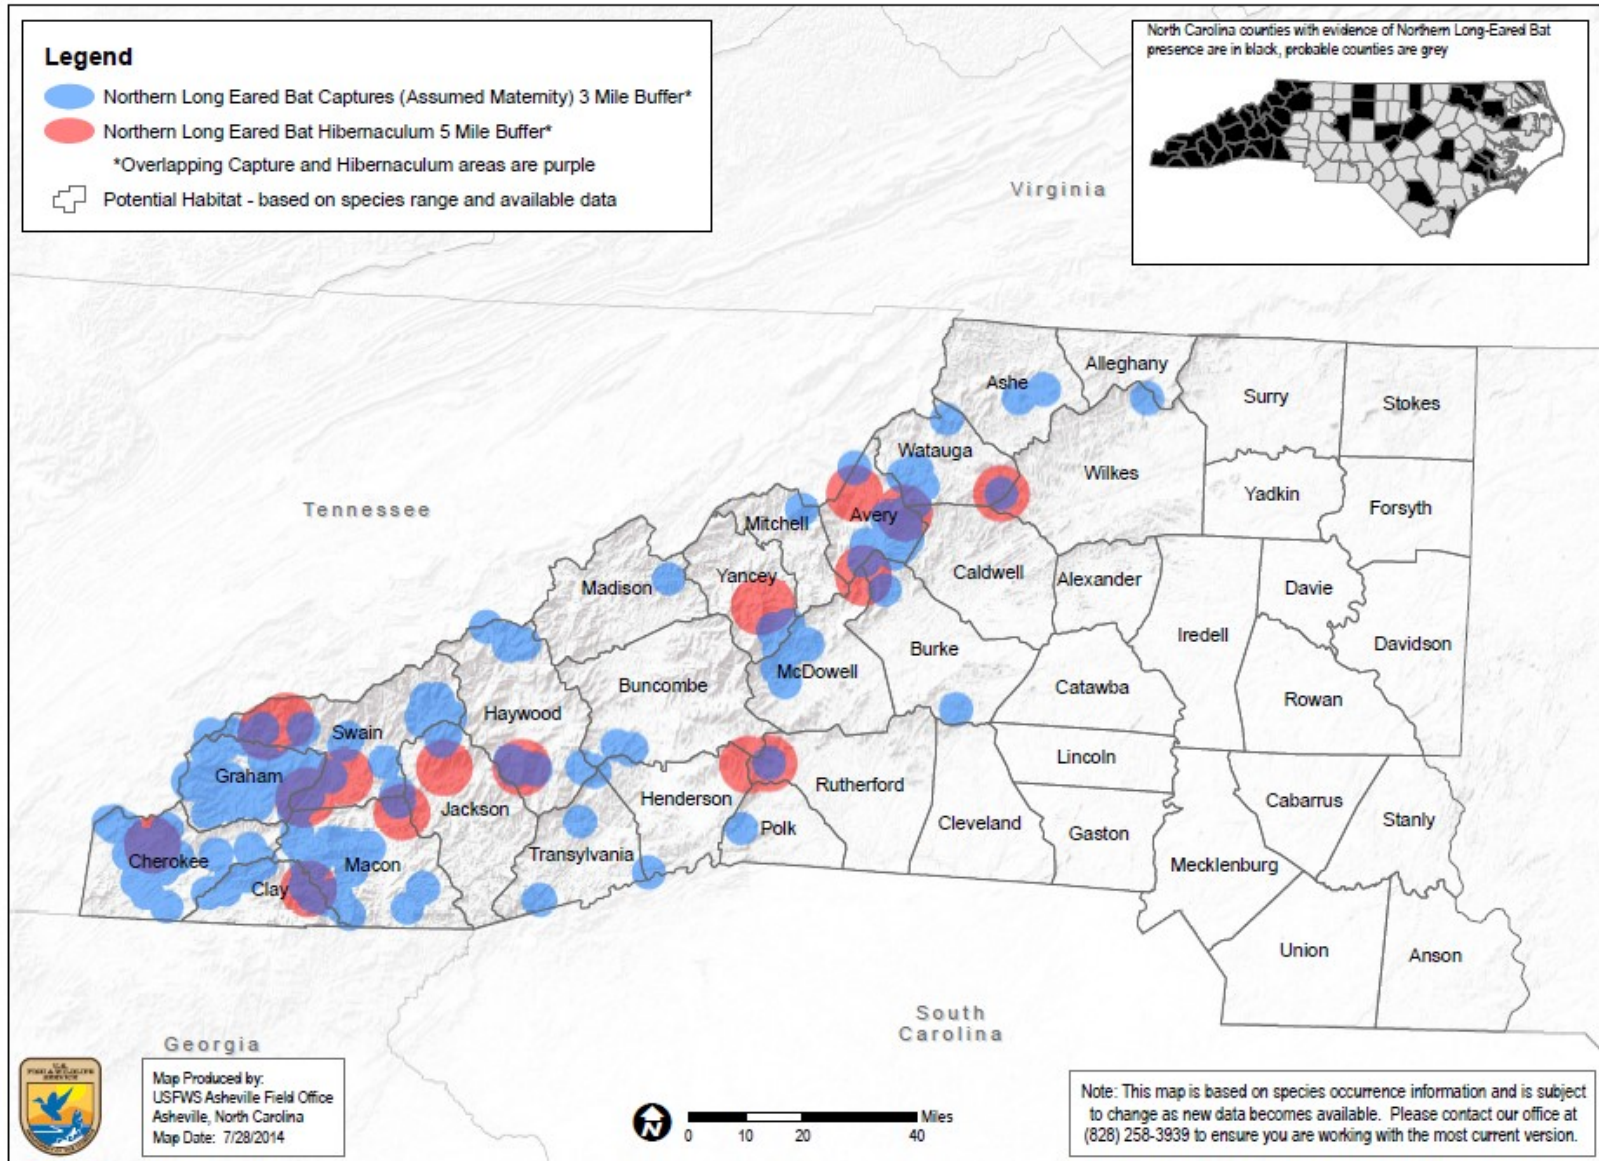 Legend
Northern Long Eared Bat Captures (Assumed Maternity) 3 Mile Buffer*
Northern Long Eared Bat Hibernaculum 5 Mile Buffer*
*Overlapping Capture and Hibernaculum areas are purple
Potential Habitat - based on species range and available data
North Carolina counties with evidence of Northern Long-Eared Bat
presence are in black, probable counties are grey
Virginia
Tennessee
Alleghany
Ashe
Surry
Stokes
Watauga
Wilkes
Yadkin
Forsyth
Mitchell
Avery
Yancey
Madison
Caldwell
Alexander
Davie
Iredell
Davidson
Burke
McDowell
Buncombe
Catawba
Rowan
Haywood
Swain
Graham
Lincoln
Rutherford
Henderson
Jackson
Cabarrus
Stanly
Polk
Cleveland
Gaston
Transylvania
Cherokee
Macon
Mecklenburg
Clay
Union
Anson
South
Carolina
Georgia
U.S.
FISH & WILDLIFE
SERVICE
Map Produced by:
USFWS Asheville Field Office
Asheville, North Carolina
Map Date: 7/28/2014
N
Miles
0 10 20 40
Note: This map is based on species occurrence information and is subject
to change as new data becomes available. Please contact our office at
(828) 258-3939 to ensure you are working with the most current version.